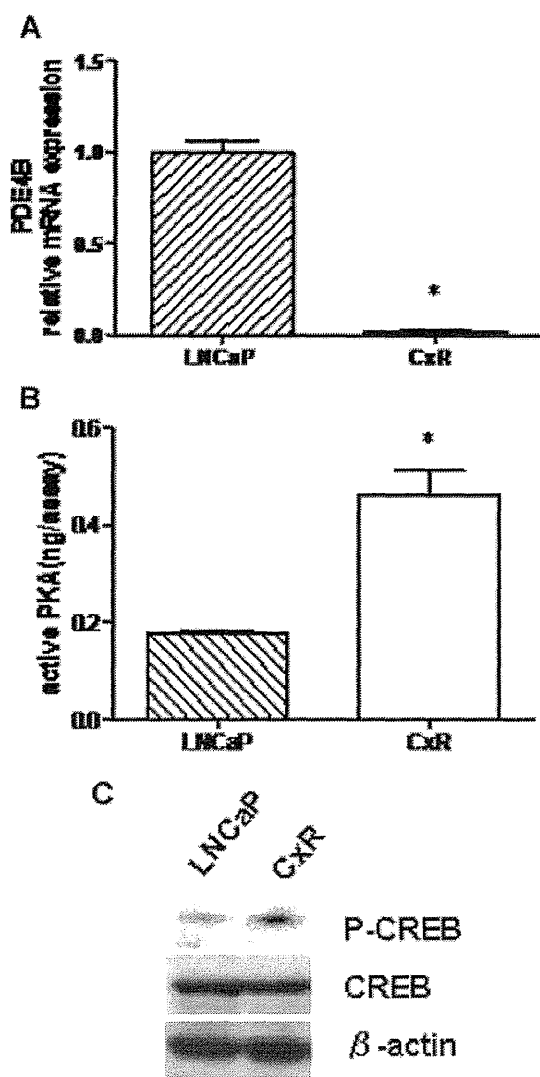 A
PDE4B
relative mRNA expression
1.5
1.0
0.5
0.0
*
LNCaP
CxR
B
active PKA(ng/assay)
0.6
0.4
0.2
0.0
*
LNCaP
CxR
C
LNCaP
CxR
P-CREB
CREB
β-actin